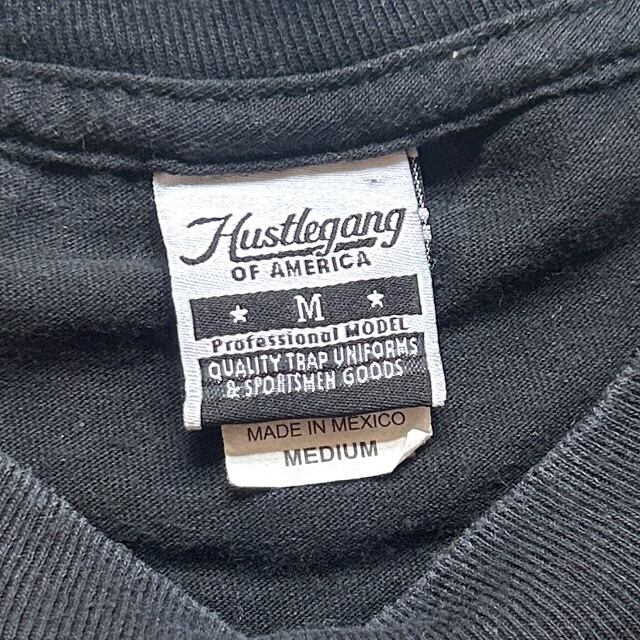 Hustlegang
OF AMERICA
M
Professional MODEL
QUALITY TRAP UNIFORMS
& SPORTSMEN GOODS
MADE IN MEXICO
MEDIUM